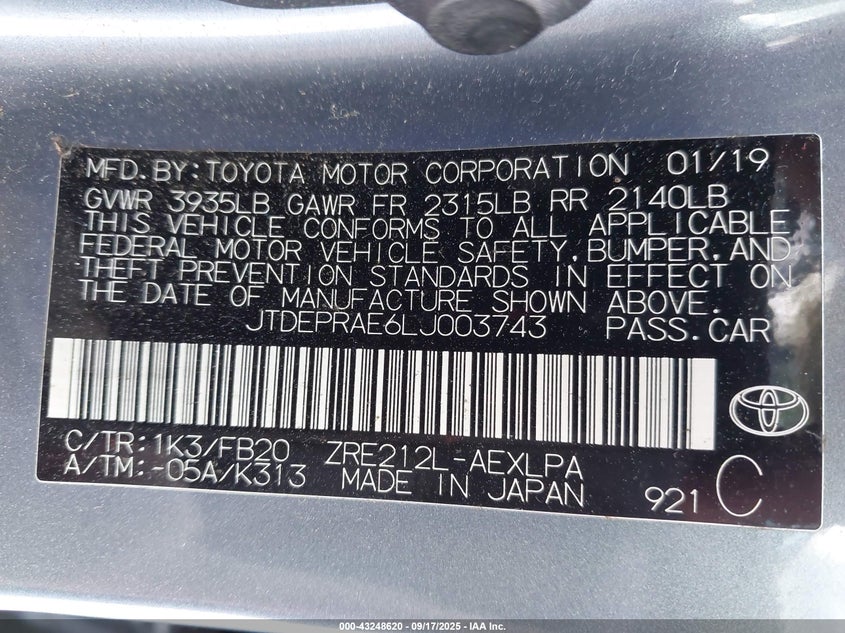 MFD.BY:TOYOTA MOTOR CORPORATION 01/19
GVWR 3935LB GAWR FR 2315LB RR 2140LB
THIS VEHICLE CONFORMS TO ALL APPLICABLE
FEDERAL MOTOR VEHICLE SAFETY,BUMPER,AND
THEFT PREVENTION STANDARDS IN EFFECT ON
THE DATE OF MANUFACTURE SHOWN ABOVE.
JTDEPRAE6LJ003743 PASS.CAR
C/TR:1K3/FB20 ZRE212L-AEXLPA
A/TM:-05A/K313 MADE IN JAPAN 921 C
000-43248620 - 09/17/2025 - IAA Inc.